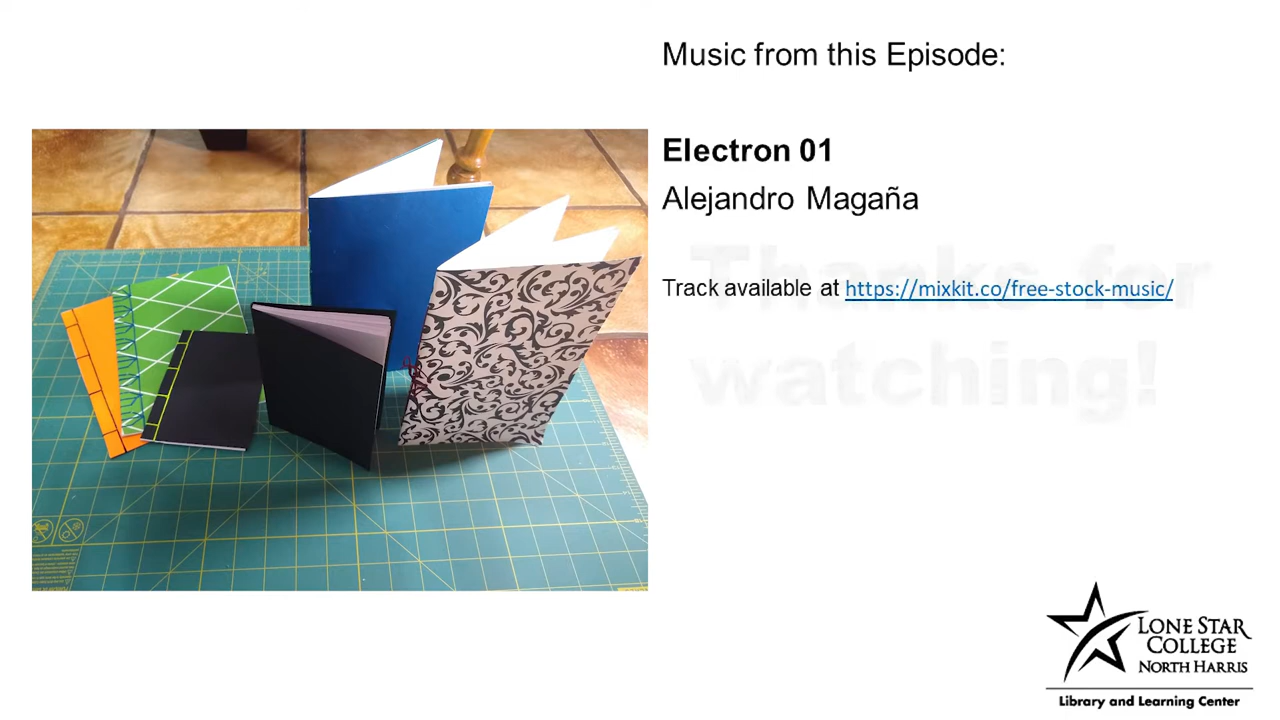 Music from this Episode:
Electron 01
Alejandro Magaña
Thanks for
Track available at https://mixkit.co/free-stock-music/
watching!
LONE STAR
COLLEGE
NORTH HARRIS
Library and Learning Center